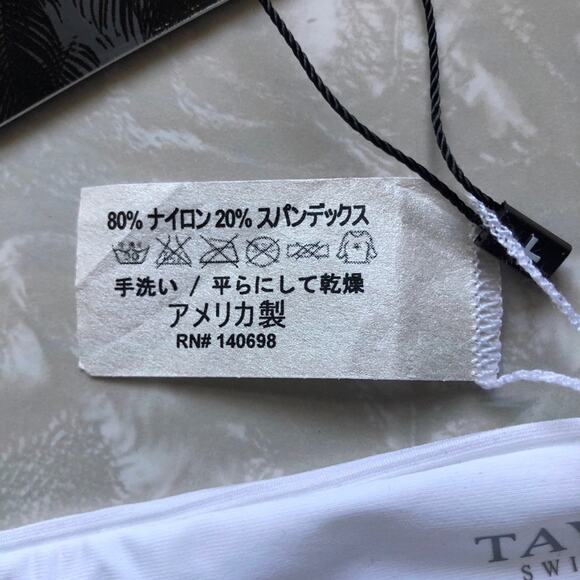 80% ナイロン 20% スパンデックス
手洗い / 平らにして乾燥
アメリカ製
RN# 140698